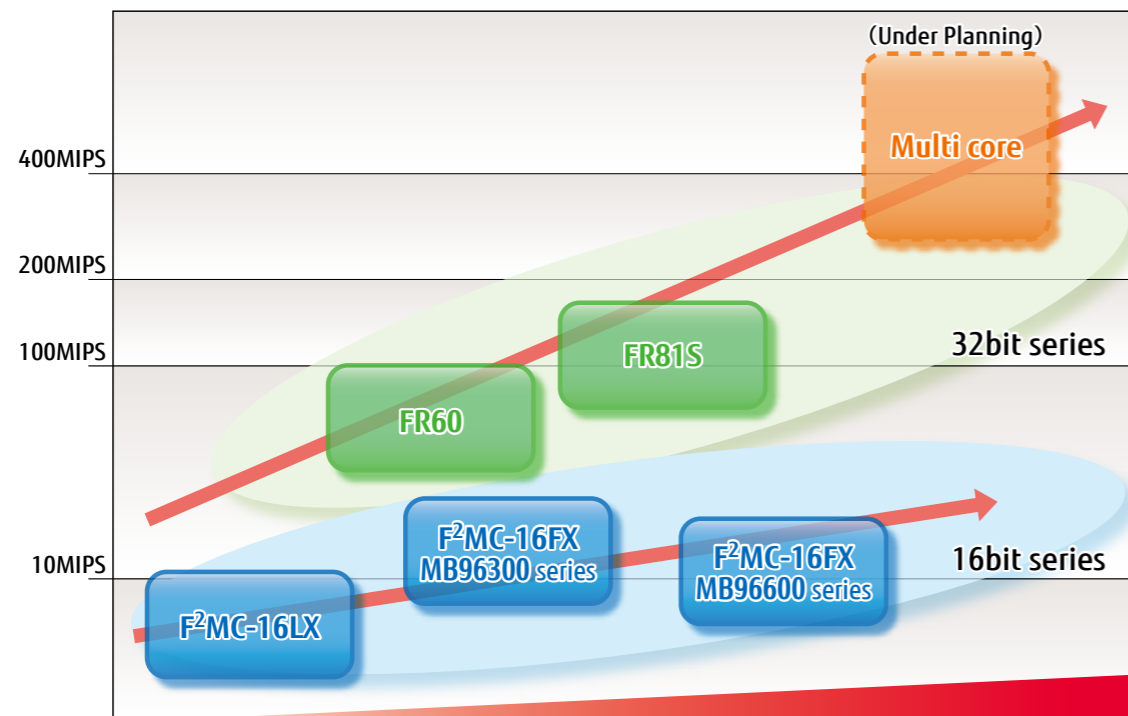 (Under Planning)
Multi core
400MIPS
200MIPS
100MIPS
32bit series
FR81S
FR60
F²MC-16FX
MB96300 series
F²MC-16FX
MB96600 series
16bit series
10MIPS
F²MC-16LX